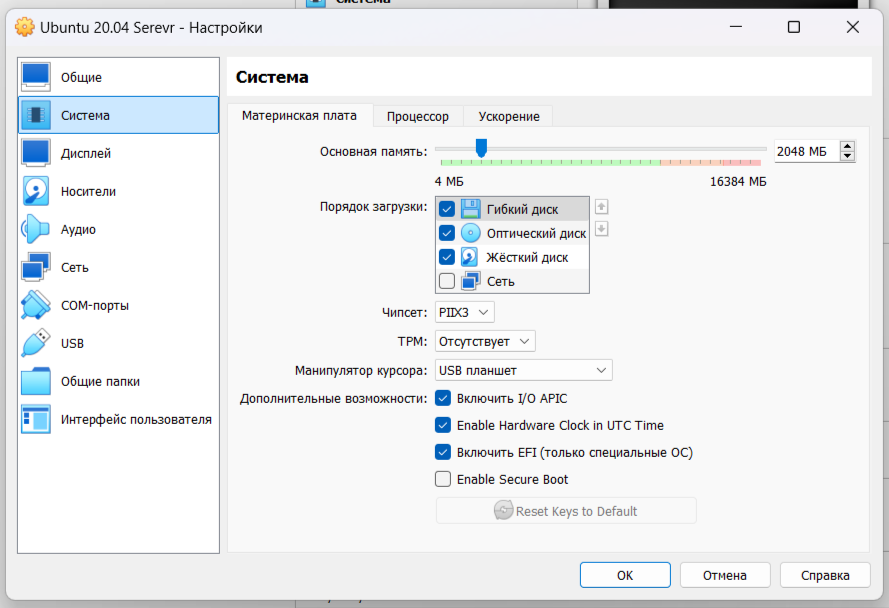 Система
Ubuntu 20.04 Serevr - Настройки
Общие
Система
Дисплей
Носители
Аудио
Сеть
COM-порты
USB
Общие папки
Интерфейс пользователя
Система
Материнская плата Процессор Ускорение
Основная память: 2048 МБ
4 МБ 16384 МБ
Порядок загрузки: Гибкий диск
Оптический диск
Жёсткий диск
Сеть
Чипсет: PIIX3
TPM: Отсутствует
Манипулятор курсора: USB планшет
Дополнительные возможности: Включить I/O APIC
Enable Hardware Clock in UTC Time
Включить EFI (только специальные ОС)
Enable Secure Boot
Reset Keys to Default
ОК Отмена Справка